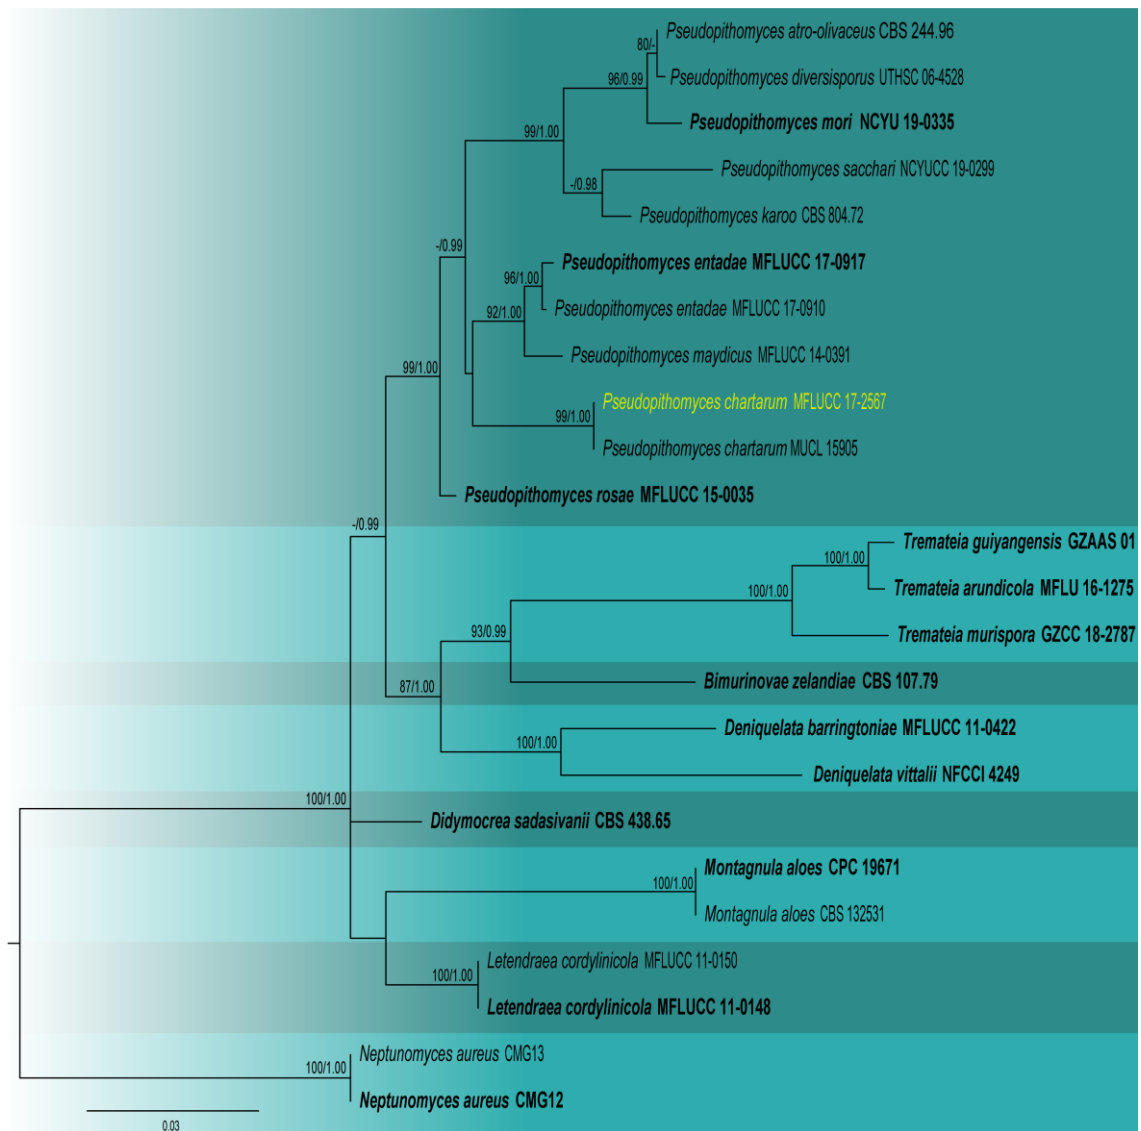 Pseudopithomyces atro-olivaceus CBS 244.96
80/-
Pseudopithomyces diversisporus UTHSC 06-4528
96/0.99
Pseudopithomyces mori NCYU 19-0335
99/1.00
Pseudopithomyces sacchari NCYUCC 19-0299
-/0.98
Pseudopithomyces karoo CBS 804.72
-/0.99
Pseudopithomyces entadae MFLUCC 17-0917
96/1.00
Pseudopithomyces entadae MFLUCC 17-0910
92/1.00
Pseudopithomyces maydicus MFLUCC 14-0391
99/1.00
Pseudopithomyces chartarum MFLUCC 17-2567
99/1.00
Pseudopithomyces chartarum MUCL 15905
Pseudopithomyces rosae MFLUCC 15-0035
-/0.99
Tremateia guiyangensis GZAAS 01
100/1.00
Tremateia arundicola MFLU 16-1275
100/1.00
Tremateia murispora GZCC 18-2787
93/0.99
Bimurinovae zelandiae CBS 107.79
87/1.00
Deniquelata barringtoniae MFLUCC 11-0422
100/1.00
Deniquelata vittalii NFCCI 4249
100/1.00
Didymocrea sadasivanii CBS 438.65
Montagnula aloes CPC 19671
100/1.00
Montagnula aloes CBS 132531
Letendraea cordylinicola MFLUCC 11-0150
100/1.00
Letendraea cordylinicola MFLUCC 11-0148
Neptunomyces aureus CMG13
100/1.00
Neptunomyces aureus CMG12
0.03